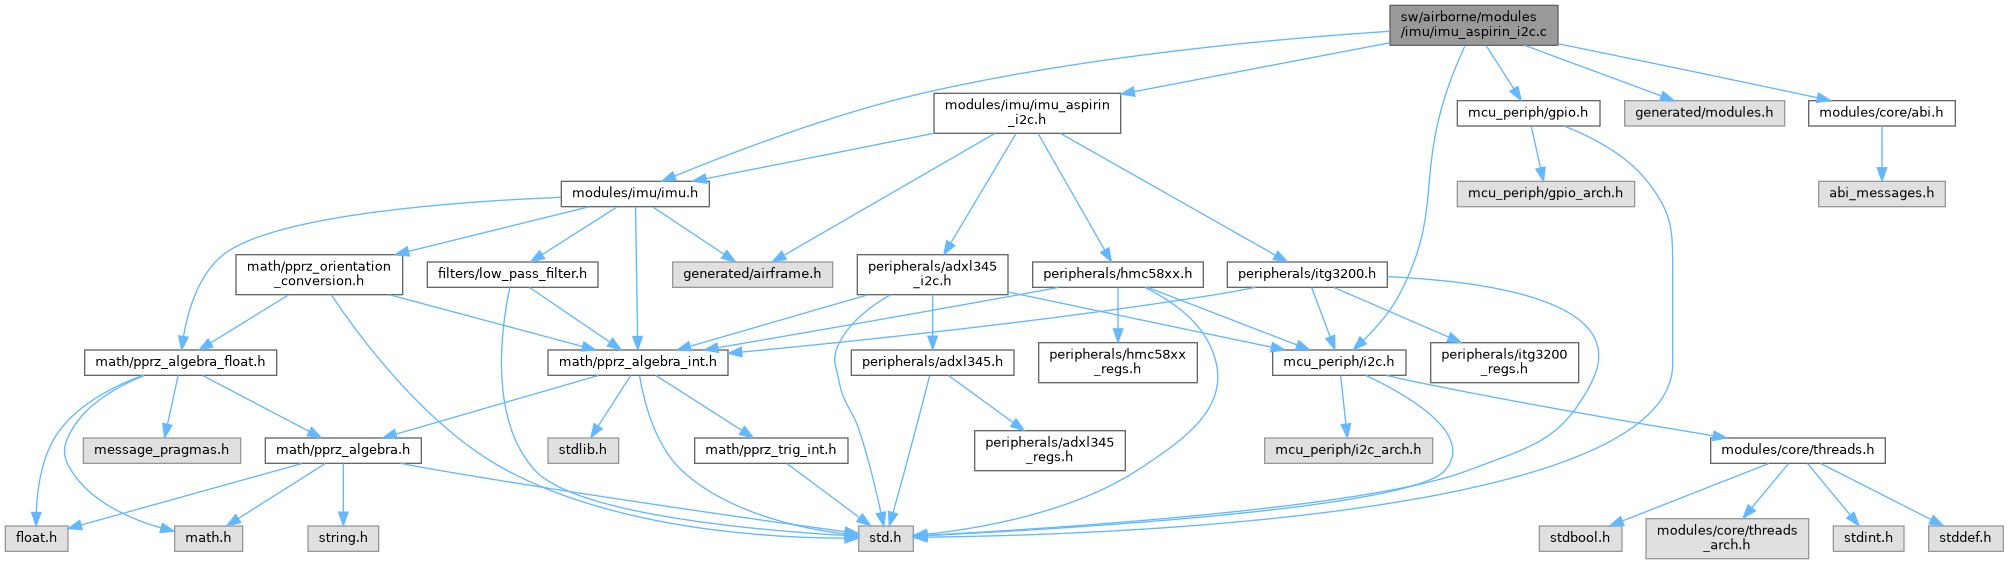 sw/airborne/modules
/imu/imu_aspirin_i2c.c
modules/imu/imu_aspirin
_i2c.h
mcu_periph/gpio.h
generated/modules.h
modules/core/abi.h
modules/imu/imu.h
mcu_periph/gpio_arch.h
abi_messages.h
math/pprz_orientation
_conversion.h
filters/low_pass_filter.h
generated/airframe.h
peripherals/adxl345
_i2c.h
peripherals/hmc58xx.h
peripherals/itg3200.h
math/pprz_algebra_float.h
math/pprz_algebra_int.h
peripherals/adxl345.h
peripherals/hmc58xx
_regs.h
mcu_periph/i2c.h
peripherals/itg3200
_regs.h
message_pragmas.h
math/pprz_algebra.h
stdlib.h
math/pprz_trig_int.h
peripherals/adxl345
_regs.h
mcu_periph/i2c_arch.h
modules/core/threads.h
float.h
math.h
string.h
std.h
stdbool.h
modules/core/threads
_arch.h
stdint.h
stddef.h